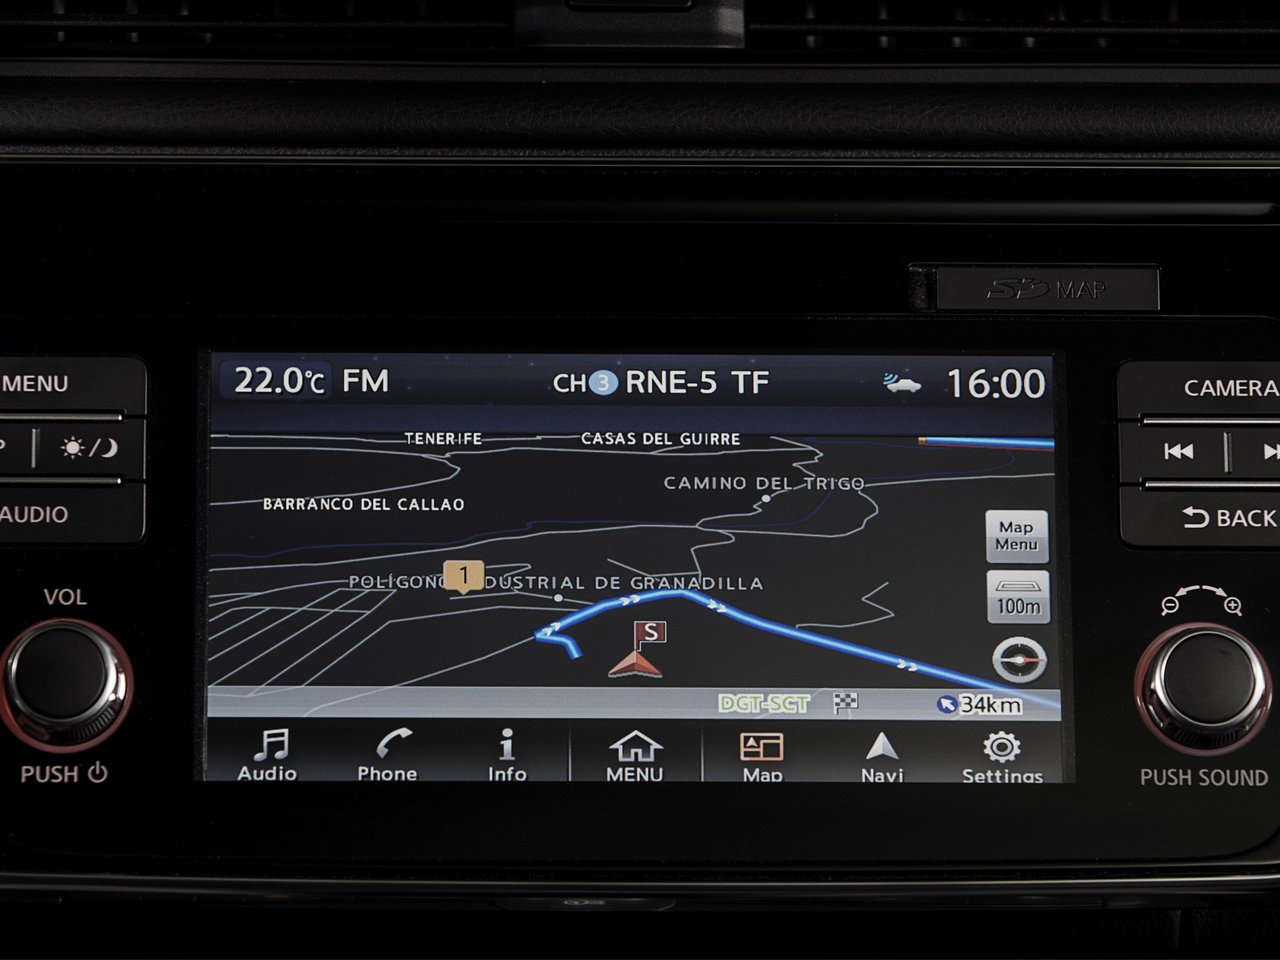 SD MAP
MENU
CAMERA
22.0°C FM
CH 3 RNE-5 TF
16:00
TENERIFE
CASAS DEL GUIRRE
CAMINO DEL TRIGO
BARRANCO DEL CALLAO
AUDIO
BACK
Map
Menu
1
DUSTRIAL DE GRANADILLA
100m
VOL
S
DGT-SCT
34km
PUSH
Audio
Phone
Info
MENU
Map
Navi
Settings
PUSH SOUND